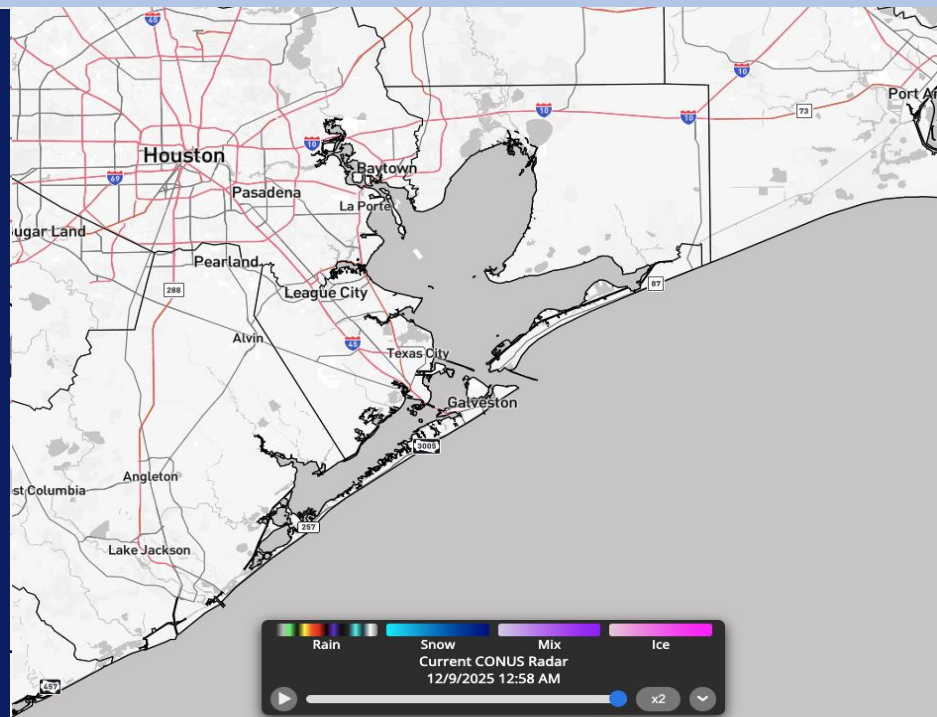 45
10
10
10
73
Port A
Houston
10
Baytown
69
Pasadena
La Porte
ugar Land
Pearland
288
League City
87
Alvin
45
Texas City
Galveston
3005
Angleton
st Columbia
257
Lake Jackson
457
Rain Snow Mix Ice
Current CONUS Radar
12/9/2025 12:58 AM
x2